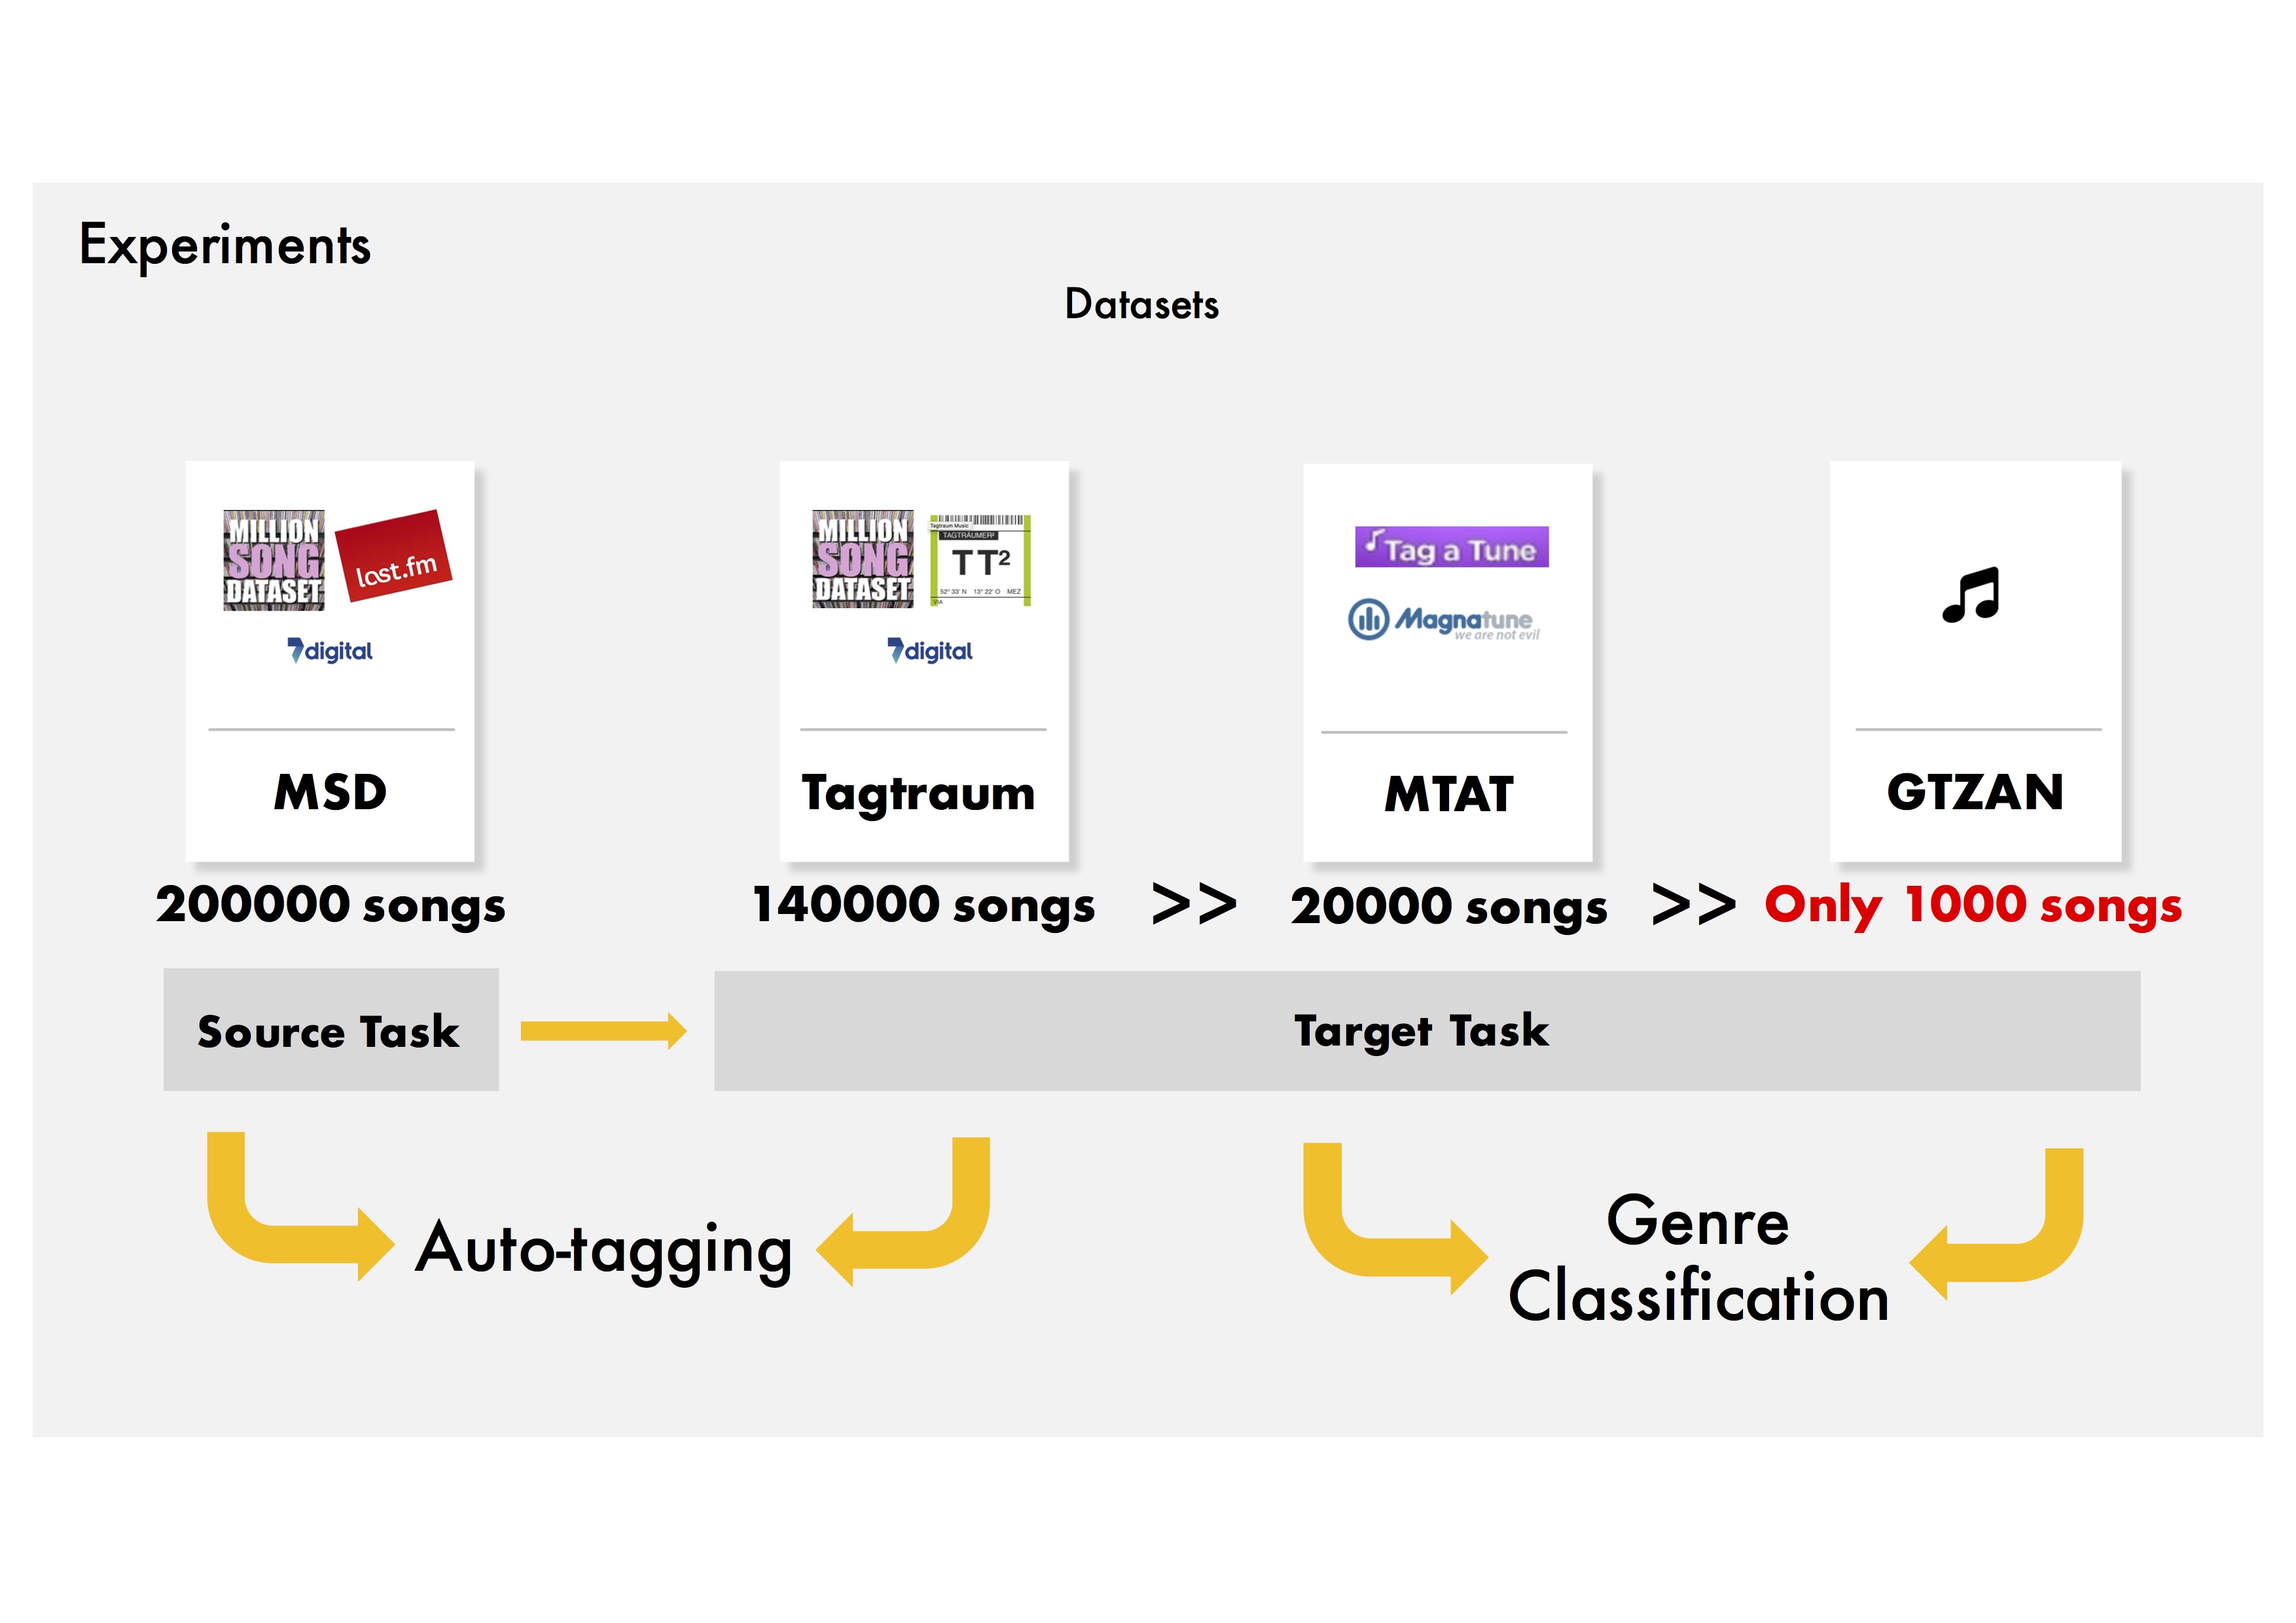 Experiments
Datasets
MILLION
SONG
DATASET
last.fm
7digital
MSD
200000 songs
MILLION
SONG
DATASET
Tagtraum Music
TAGTRÄUMER²
TT²
52° 33' N 13° 22' O MEZ
VIA
7digital
Tagtraum
140000 songs
>>
Tag a Tune
Magnatune
we are not evil
MTAT
20000 songs
>>
GTZAN
Only 1000 songs
Source Task
Target Task
Auto-tagging
Genre
Classification